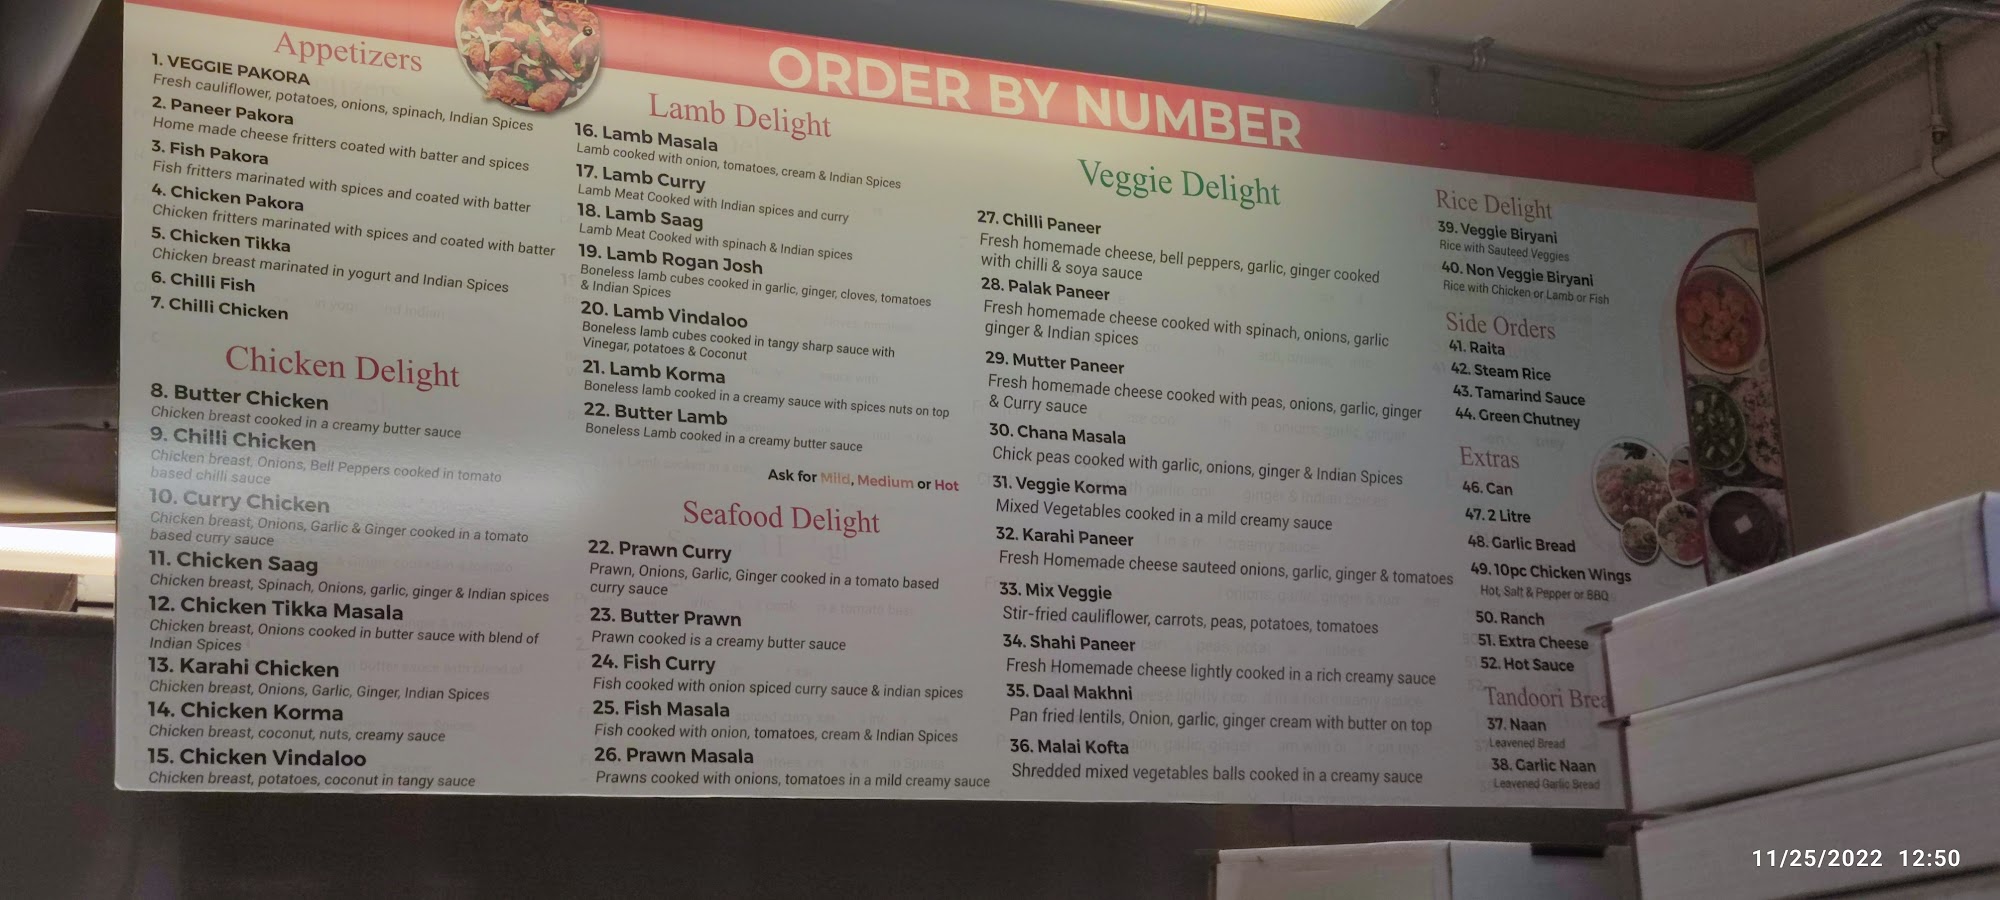 ORDER BY NUMBER
Appetizers
1. VEGGIE PAKORA
Fresh cauliflower, potatoes, onions, spinach, Indian Spices
2. Paneer Pakora
Home made cheese fritters coated with batter and spices
3. Fish Pakora
Fish fritters marinated with spices and coated with batter
4. Chicken Pakora
Chicken fritters marinated with spices and coated with batter
5. Chicken Tikka
Chicken breast marinated in yogurt and Indian Spices
6. Chilli Fish
7. Chilli Chicken
Chicken Delight
8. Butter Chicken
Chicken breast cooked in a creamy butter sauce
9. Chilli Chicken
Chicken breast, Onions, Bell Peppers cooked in tomato
based chilli sauce
10. Curry Chicken
Chicken breast, Onions, Garlic & Ginger cooked in a tomato
based curry sauce
11. Chicken Saag
Chicken breast, Spinach, Onions, garlic, ginger & Indian spices
12. Chicken Tikka Masala
Chicken breast, Onions cooked in butter sauce with blend of
Indian Spices
13. Karahi Chicken
Chicken breast, Onions, Garlic, Ginger, Indian Spices
14. Chicken Korma
Chicken breast, coconut, nuts, creamy sauce
15. Chicken Vindaloo
Chicken breast, potatoes, coconut in tangy sauce
Lamb Delight
16. Lamb Masala
Lamb cooked with onion, tomatoes, cream & Indian Spices
17. Lamb Curry
Lamb Meat Cooked with Indian spices and curry
18. Lamb Saag
Lamb Meat Cooked with spinach & Indian spices
19. Lamb Rogan Josh
Boneless lamb cubes cooked in garlic, ginger, cloves, tomatoes
& Indian Spices
20. Lamb Vindaloo
Boneless lamb cubes cooked in tangy sharp sauce with
Vinegar, potatoes & Coconut
21. Lamb Korma
Boneless lamb cooked in a creamy sauce with spices nuts on top
22. Butter Lamb
Boneless Lamb cooked in a creamy butter sauce
Ask for Mild, Medium or Hot
Seafood Delight
22. Prawn Curry
Prawn, Onions, Garlic, Ginger cooked in a tomato based
curry sauce
23. Butter Prawn
Prawn cooked is a creamy butter sauce
24. Fish Curry
Fish cooked with onion spiced curry sauce & indian spices
25. Fish Masala
Fish cooked with onion, tomatoes, cream & Indian Spices
26. Prawn Masala
Prawns cooked with onions, tomatoes in a mild creamy sauce
Veggie Delight
27. Chilli Paneer
Fresh homemade cheese, bell peppers, garlic, ginger cooked
with chilli & soya sauce
28. Palak Paneer
Fresh homemade cheese cooked with spinach, onions, garlic
ginger & Indian spices
29. Mutter Paneer
Fresh homemade cheese cooked with peas, onions, garlic, ginger
& Curry sauce
30. Chana Masala
Chick peas cooked with garlic, onions, ginger & Indian Spices
31. Veggie Korma
Mixed Vegetables cooked in a mild creamy sauce
32. Karahi Paneer
Fresh Homemade cheese sauteed onions, garlic, ginger & tomatoes
33. Mix Veggie
Stir-fried cauliflower, carrots, peas, potatoes, tomatoes
34. Shahi Paneer
Fresh Homemade cheese lightly cooked in a rich creamy sauce
35. Daal Makhni
Pan fried lentils, Onion, garlic, ginger cream with butter on top
36. Malai Kofta
Shredded mixed vegetables balls cooked in a creamy sauce
Rice Delight
39. Veggie Biryani
Rice with Sauteed Veggies
40. Non Veggie Biryani
Rice with Chicken or Lamb or Fish
Side Orders
41. Raita
42. Steam Rice
43. Tamarind Sauce
44. Green Chutney
Extras
46. Can
47. 2 Litre
48. Garlic Bread
49. 10pc Chicken Wings
Hot, Salt & Pepper or BBQ
50. Ranch
51. Extra Cheese
52. Hot Sauce
Tandoori Brea
37. Naan
Leavened Bread
38. Garlic Naan
Leavened Garlic Bread
11/25/2022 12:50